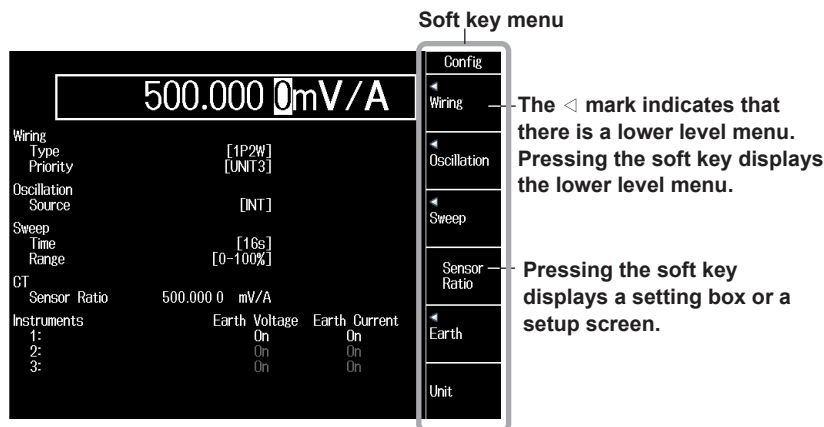 Soft key menu
Config
500.000 0mV/A
Wiring
Type [1P2W]
Priority [UNIT3]
Oscillation
Source [INT]
Sweep
Time [16s]
Range [0-100%]
CT
Sensor Ratio 500.000 0 mV/A
Instruments Earth Voltage Earth Current
1: On On
2: On On
3: On On
Wiring
Oscillation
Sweep
Sensor
Ratio
Earth
Unit
The ◁ mark indicates that
there is a lower level menu.
Pressing the soft key displays
the lower level menu.
Pressing the soft key
displays a setting box or a
setup screen.